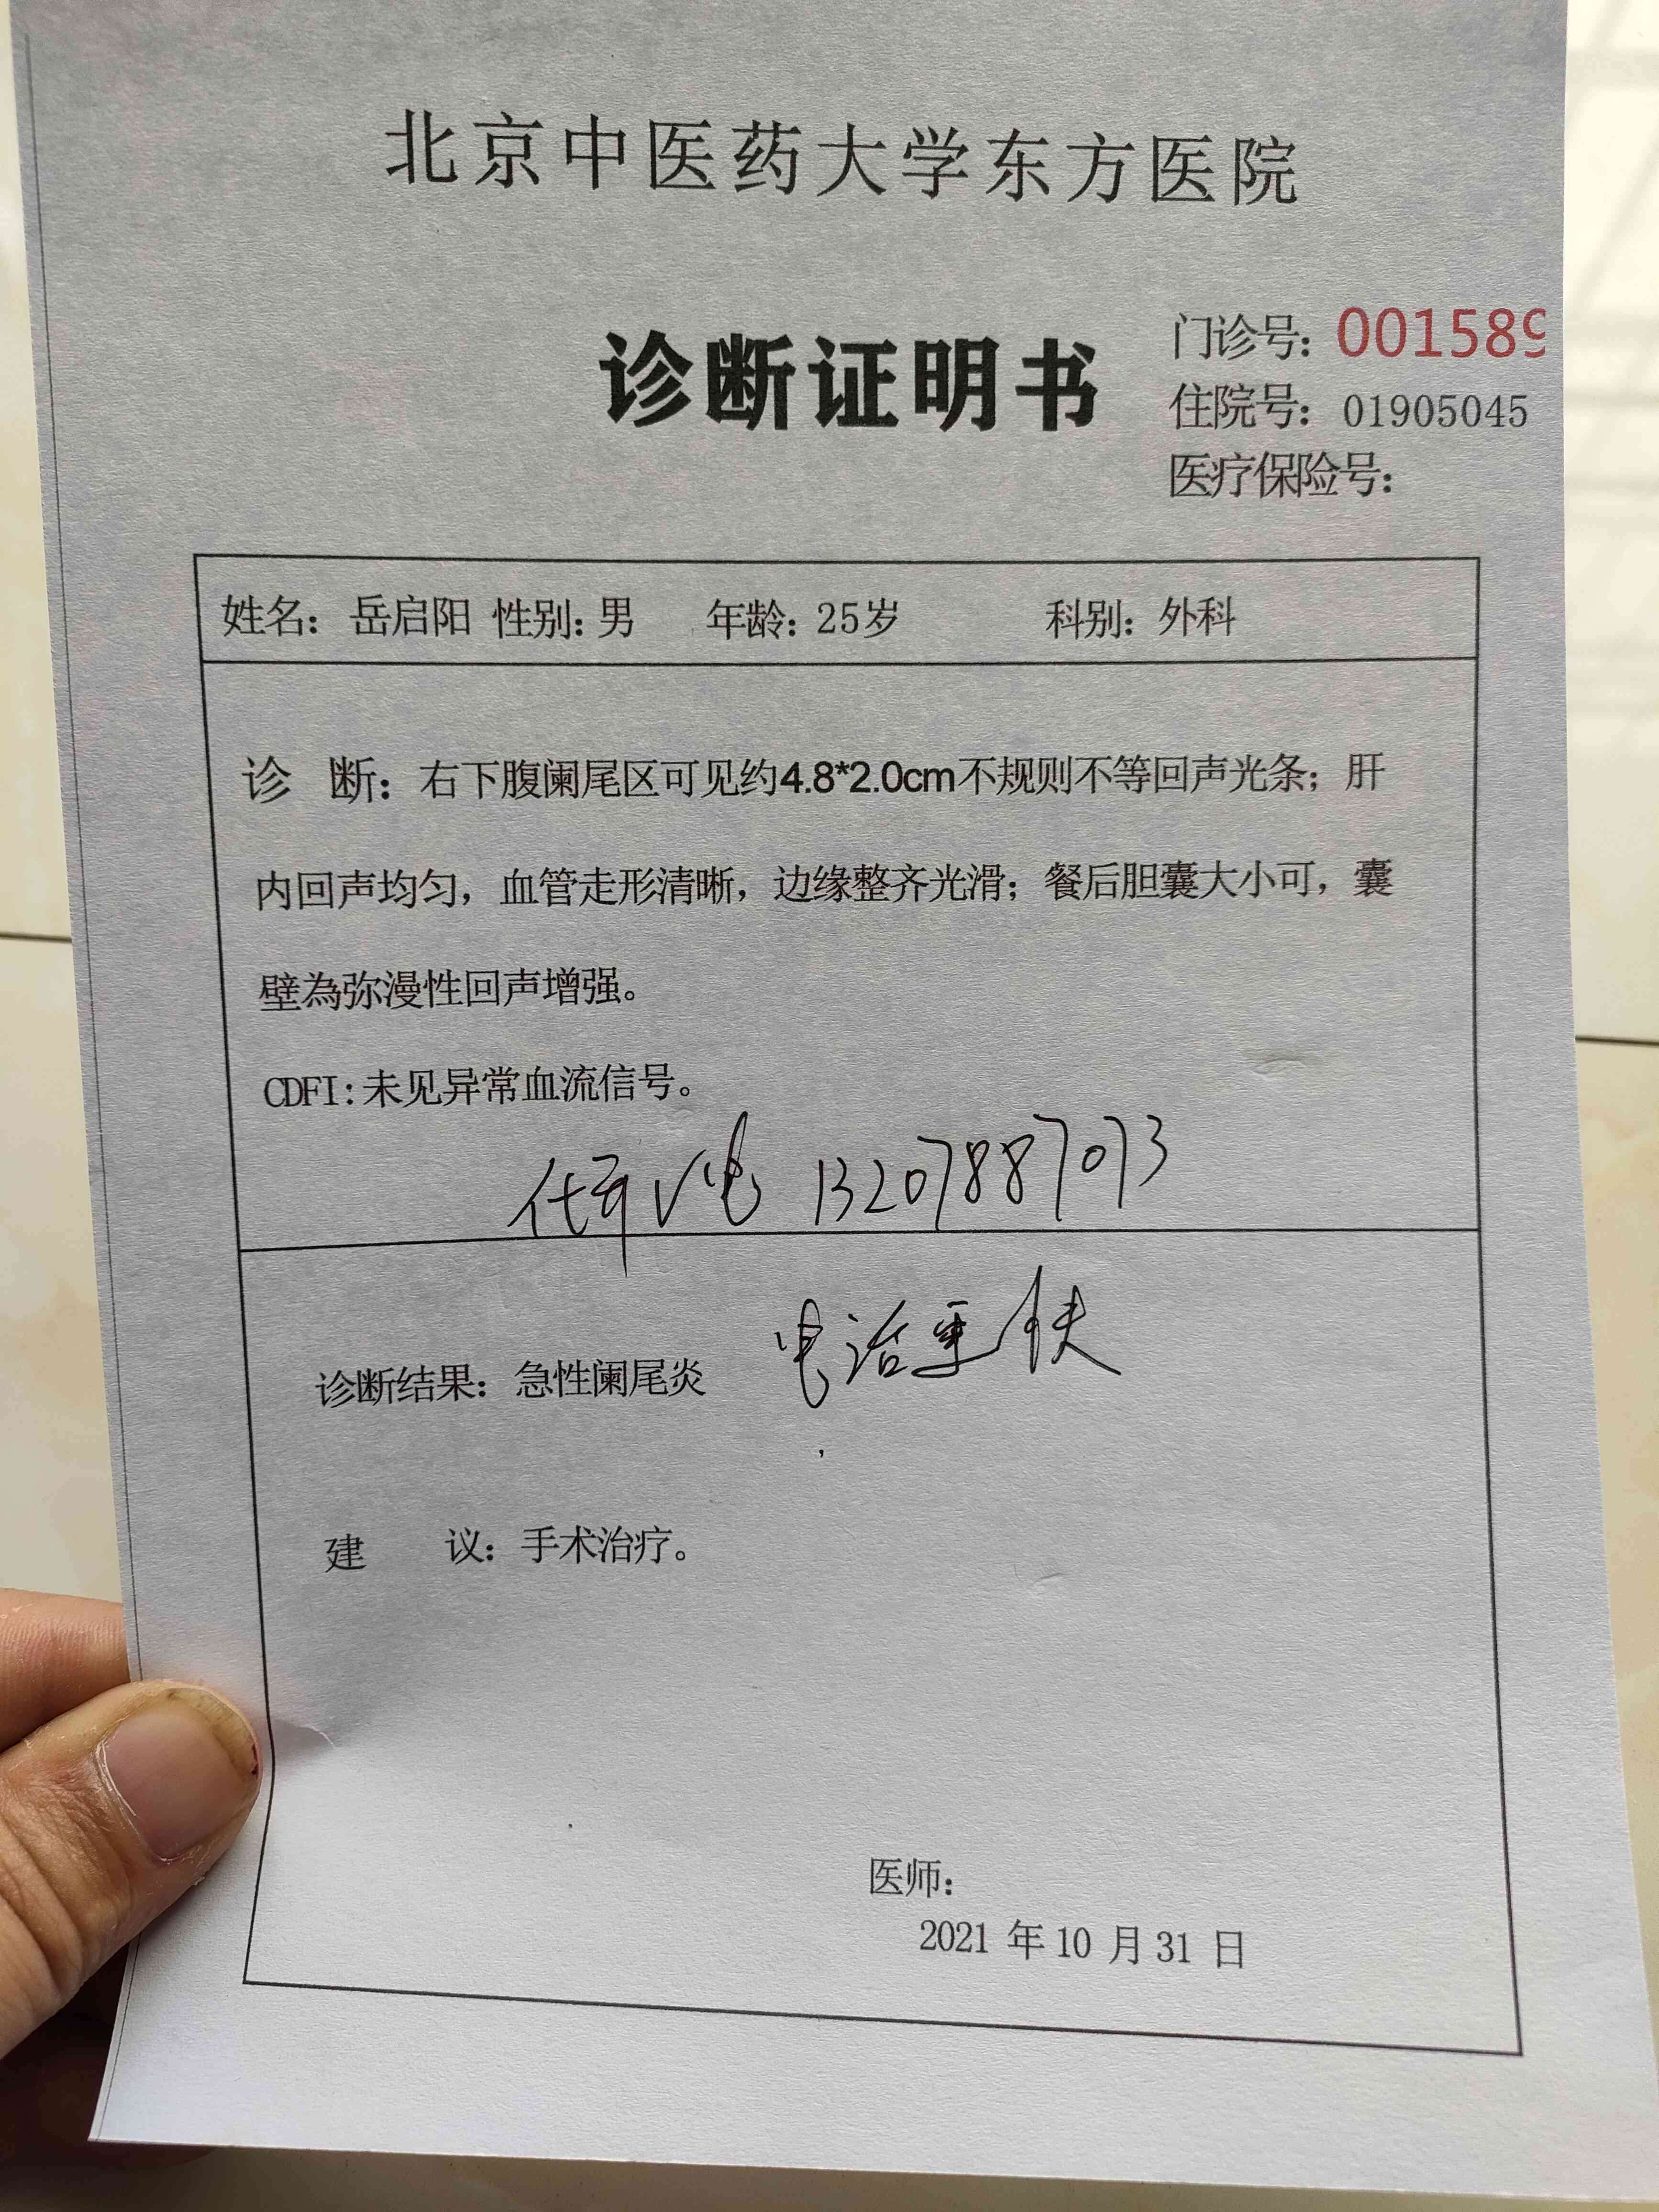 北京中医药大学东方医院
诊断证明书
门诊号：001589
住院号：01905045
医疗保险号：
姓名：岳启阳 性别：男 年龄：25岁 科别：外科
诊 断：右下腹阑尾区可见约4.8*2.0cm不规则不等回声光条；肝
内回声均匀，血管走形清晰，边缘整齐光滑；餐后胆囊大小可，囊
壁為弥漫性回声增强。
CDFI:未见异常血流信号。
代开 V电 13207887073
诊断结果：急性阑尾炎
建 议：手术治疗。
医师：
2021 年 10 月 31 日